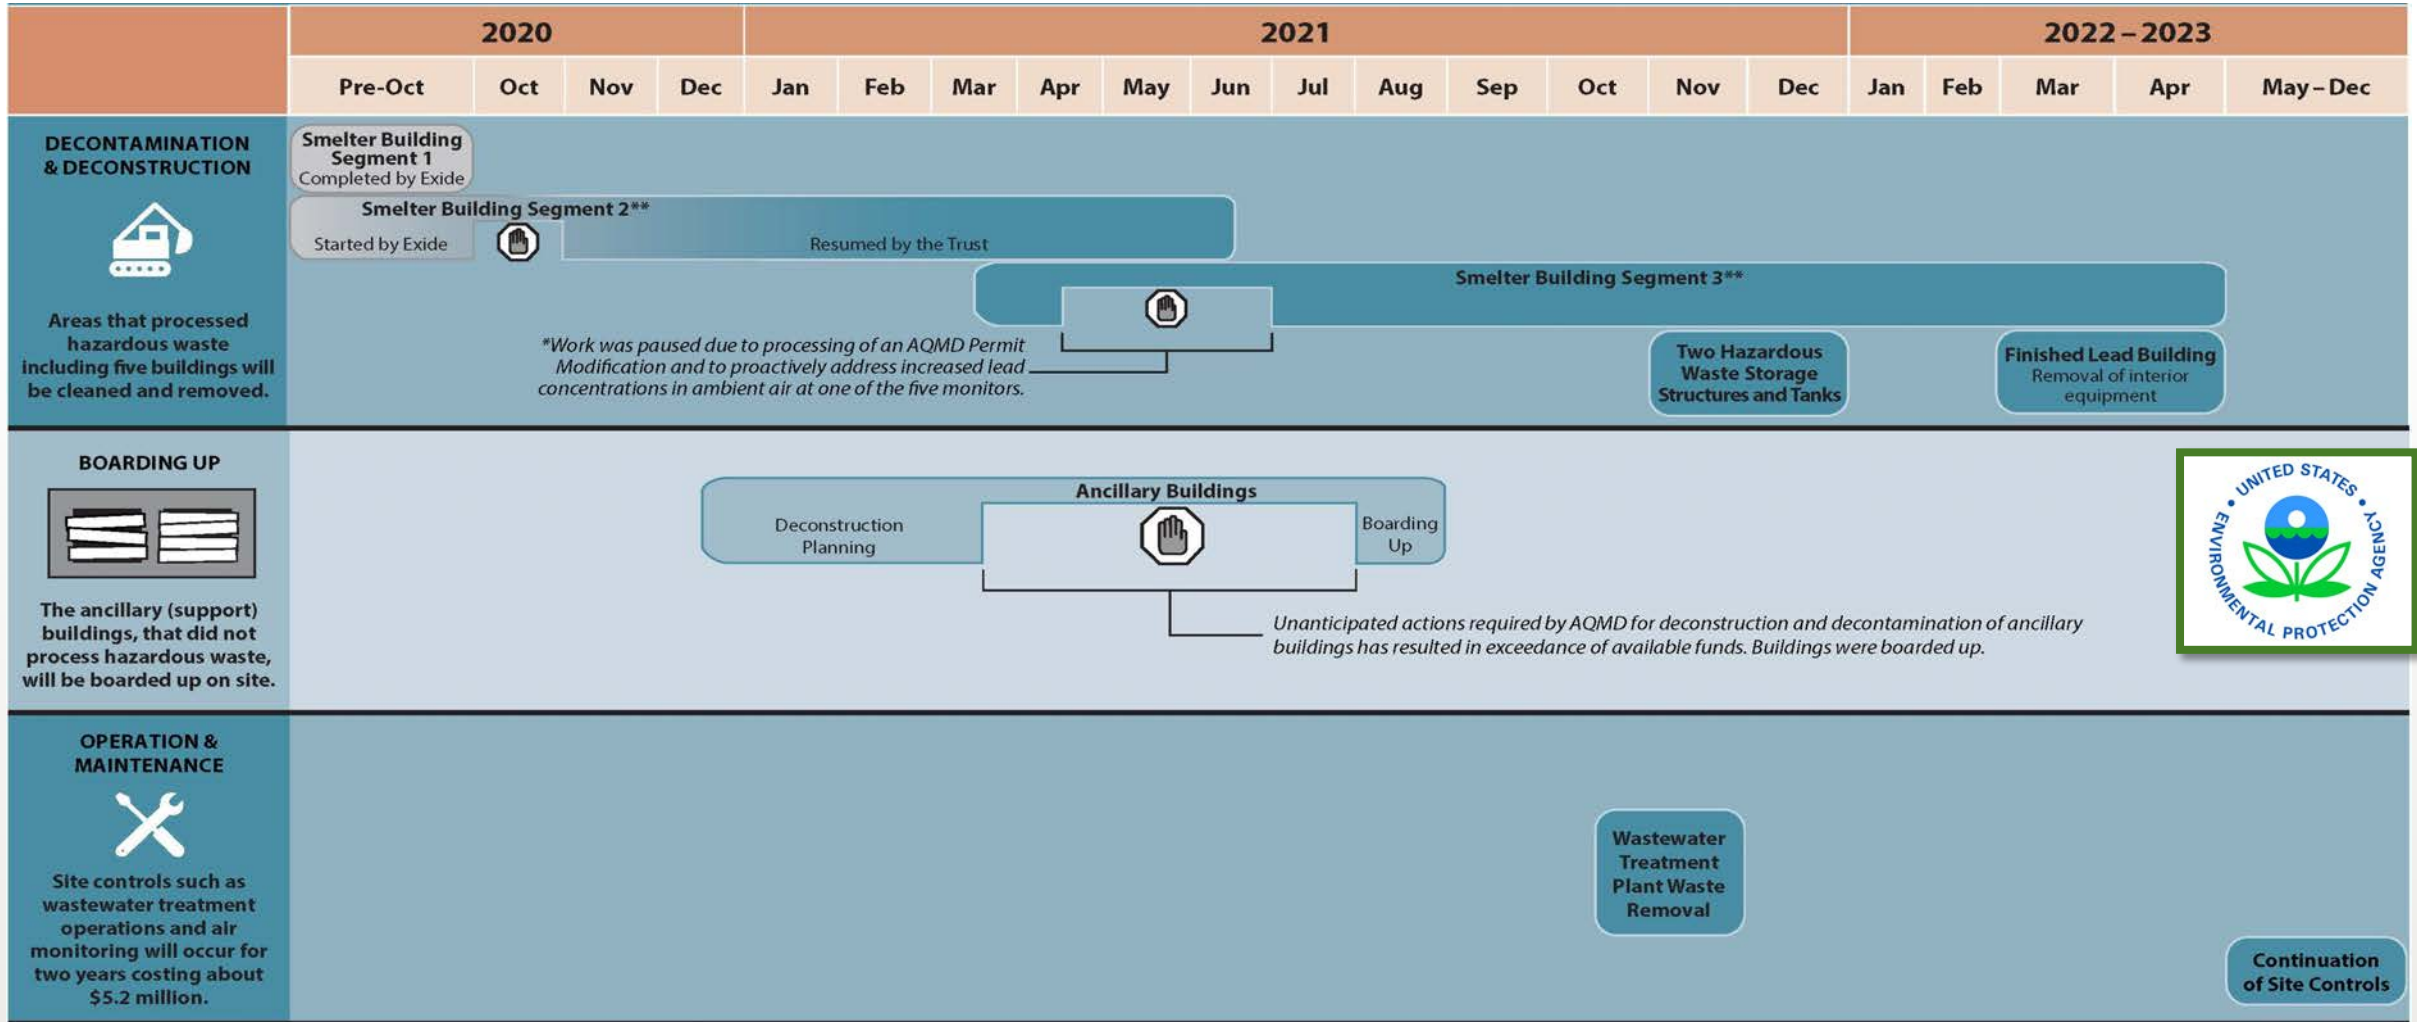 2020
2021
2022–2023
Pre-Oct
Oct
Nov
Dec
Jan
Feb
Mar
Apr
May
Jun
Jul
Aug
Sep
Oct
Nov
Dec
Jan
Feb
Mar
Apr
May–Dec
DECONTAMINATION
& DECONSTRUCTION
Areas that processed
hazardous waste
including five buildings will
be cleaned and removed.
Smelter Building
Segment 1
Completed by Exide
Smelter Building Segment 2**
Started by Exide
Resumed by the Trust
Smelter Building Segment 3**
*Work was paused due to processing of an AQMD Permit
Modification and to proactively address increased lead
concentrations in ambient air at one of the five monitors.
Two Hazardous
Waste Storage
Structures and Tanks
Finished Lead Building
Removal of interior
equipment
BOARDING UP
The ancillary (support)
buildings, that did not
process hazardous waste,
will be boarded up on site.
Ancillary Buildings
Deconstruction
Planning
Boarding
Up
Unanticipated actions required by AQMD for deconstruction and decontamination of ancillary
buildings has resulted in exceedance of available funds. Buildings were boarded up.
UNITED STATES
ENVIRONMENTAL PROTECTION AGENCY
OPERATION &
MAINTENANCE
Site controls such as
wastewater treatment
operations and air
monitoring will occur for
two years costing about
$5.2 million.
Wastewater
Treatment
Plant Waste
Removal
Continuation
of Site Controls